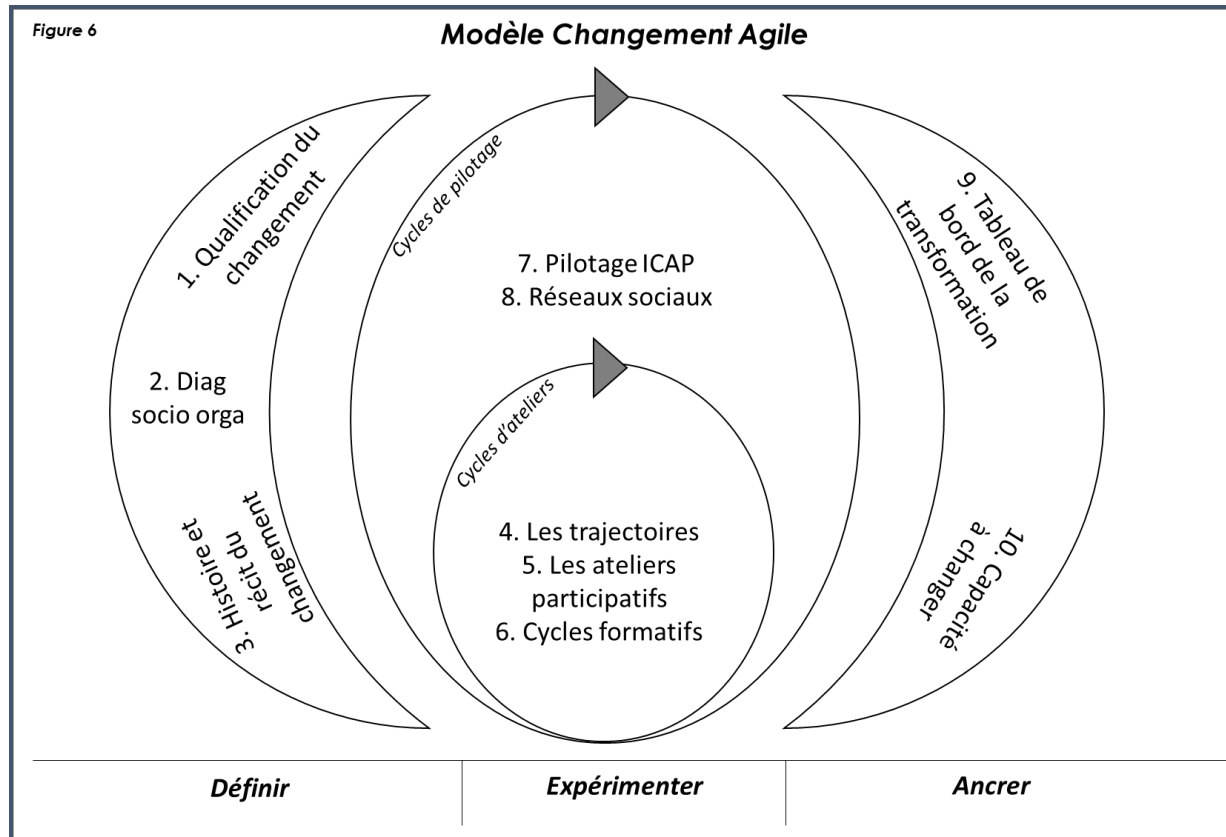 Figure 6
Modèle Changement Agile
1. Qualification du
changement
2. Diag
socio orga
3. Histoire et
récit du
changement
Cycles de pilotage
7. Pilotage ICAP
8. Réseaux sociaux
Cycles d'ateliers
4. Les trajectoires
5. Les ateliers
participatifs
6. Cycles formatifs
9. Tableau de
bord de la
transformation
10. Capacité
à changer
Définir
Expérimenter
Ancrer